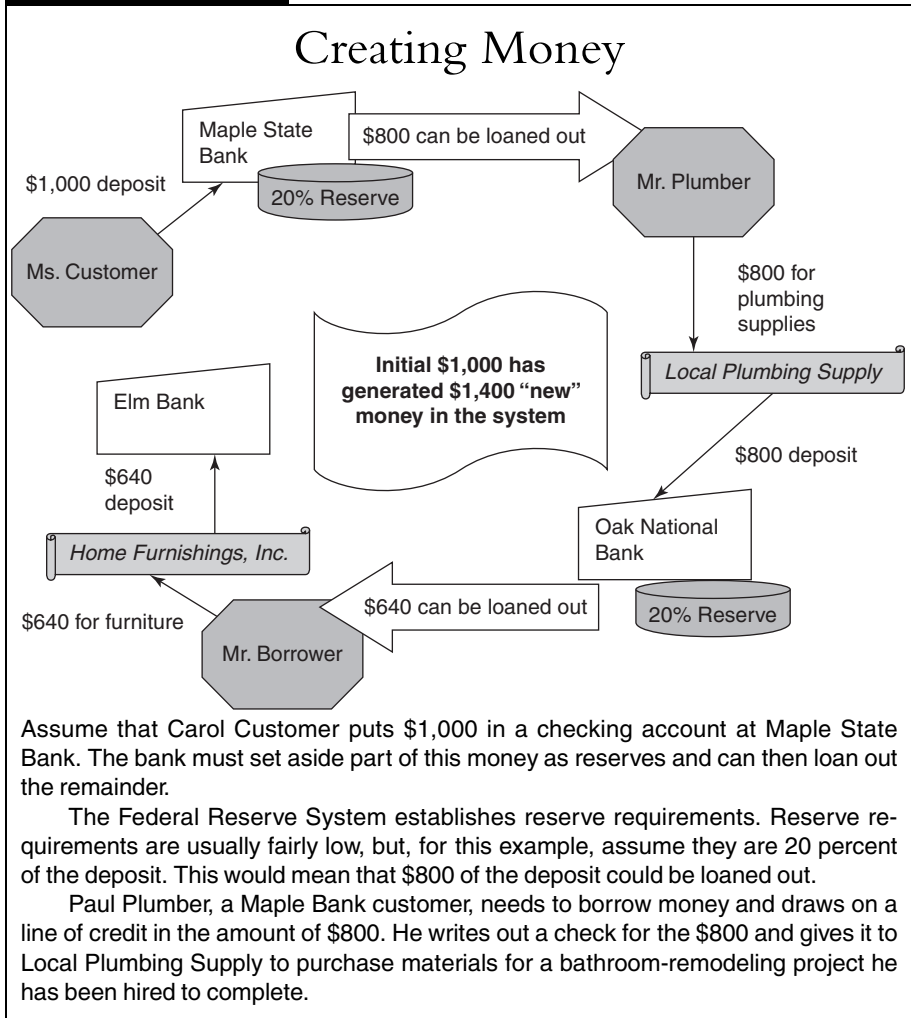 Creating Money
Maple State
Bank
$800 can be loaned out
20% Reserve
Mr. Plumber
$1,000 deposit
Ms. Customer
$800 for
plumbing
supplies
Initial $1,000 has
generated $1,400 “new”
money in the system
Local Plumbing Supply
Elm Bank
$800 deposit
$640
deposit
Oak National
Bank
Home Furnishings, Inc.
$640 can be loaned out
20% Reserve
$640 for furniture
Mr. Borrower
Assume that Carol Customer puts $1,000 in a checking account at Maple State
Bank. The bank must set aside part of this money as reserves and can then loan out
the remainder.
The Federal Reserve System establishes reserve requirements. Reserve re-
quirements are usually fairly low, but, for this example, assume they are 20 percent
of the deposit. This would mean that $800 of the deposit could be loaned out.
Paul Plumber, a Maple Bank customer, needs to borrow money and draws on a
line of credit in the amount of $800. He writes out a check for the $800 and gives it to
Local Plumbing Supply to purchase materials for a bathroom-remodeling project he
has been hired to complete.